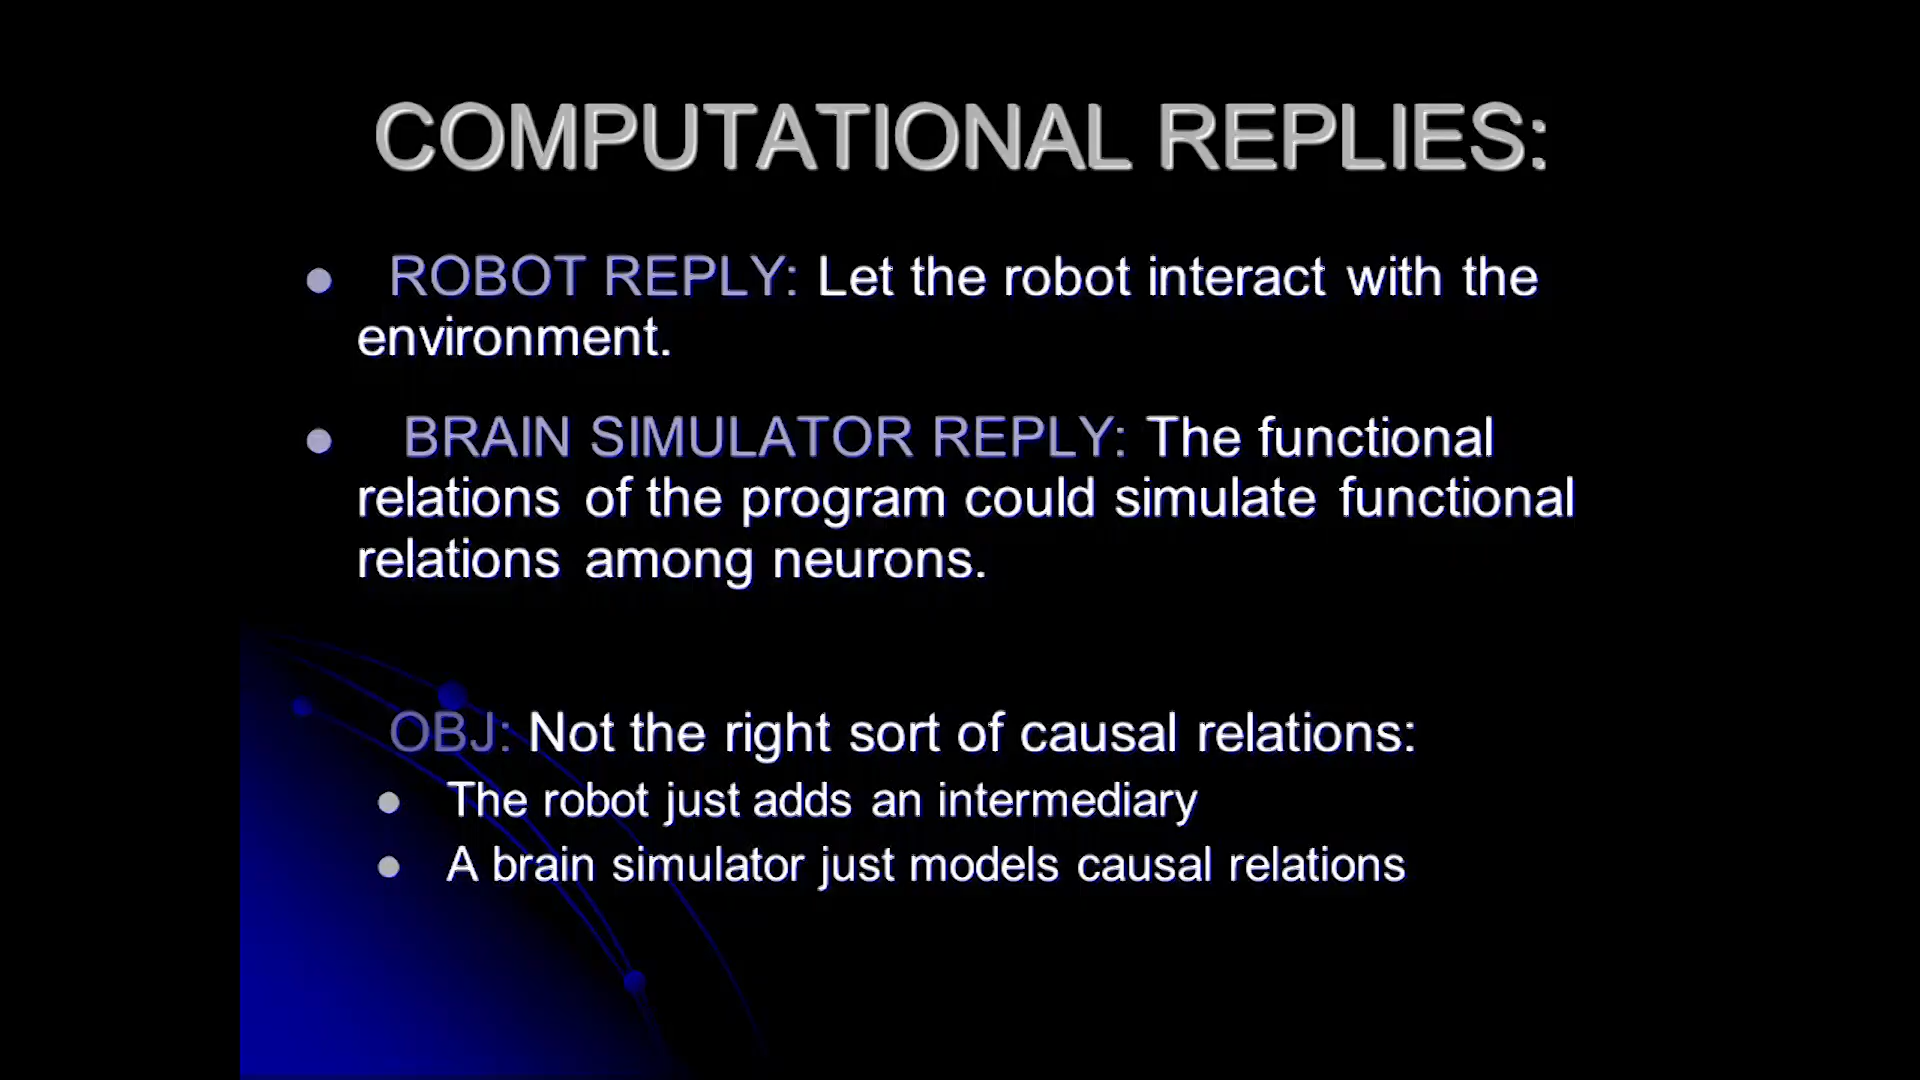 COMPUTATIONAL REPLIES:
ROBOT REPLY: Let the robot interact with the
environment.
BRAIN SIMULATOR REPLY: The functional
relations of the program could simulate functional
relations among neurons.
OBJ: Not the right sort of causal relations:
The robot just adds an intermediary
A brain simulator just models causal relations